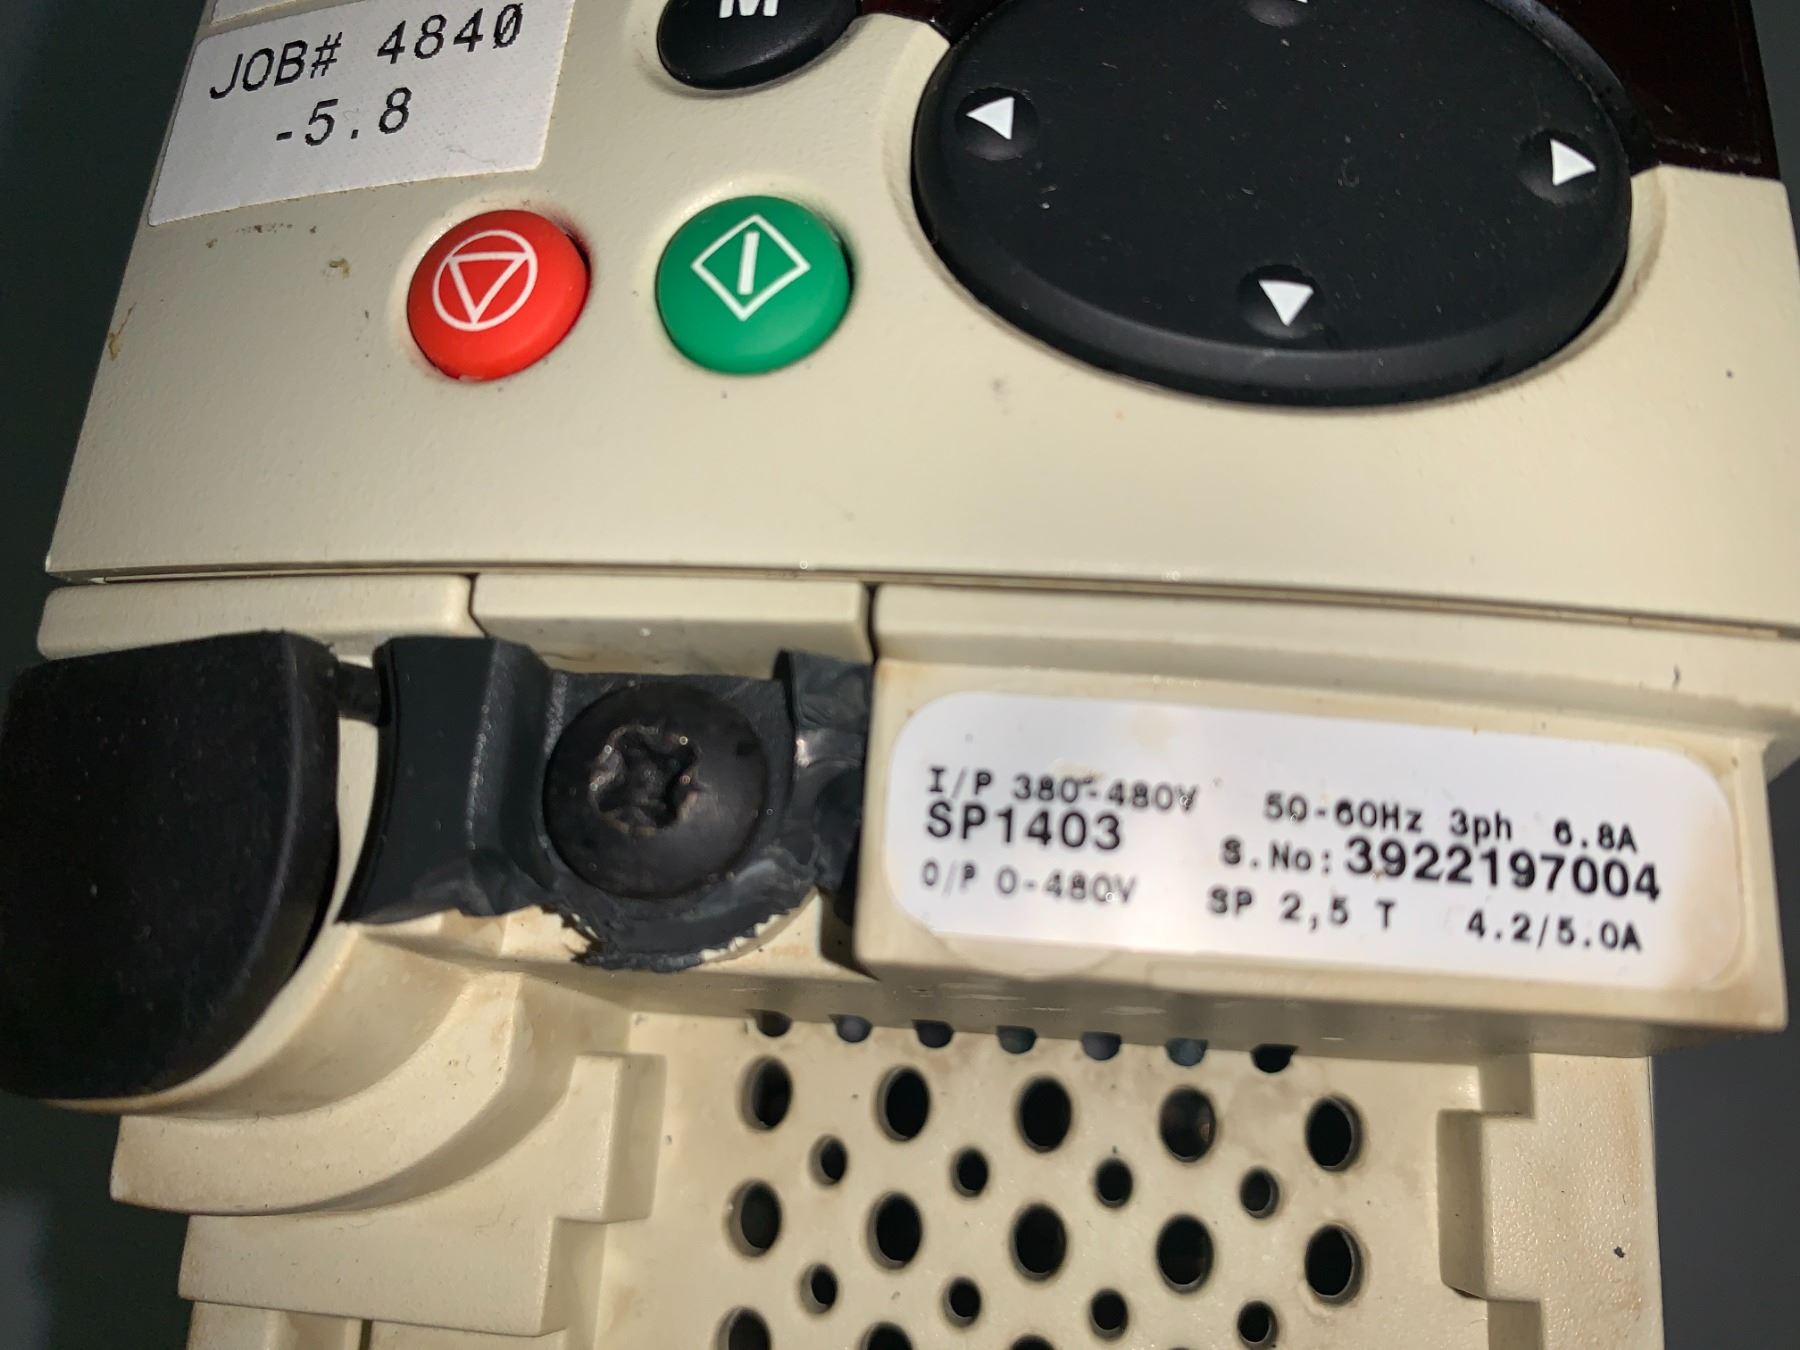 JOB# 4840
-5.8
M
I/P 380-480V 50-60Hz 3ph 6.8A
SP1403 S.No: 3922197004
O/P 0-480V SP 2,5 T 4.2/5.0A